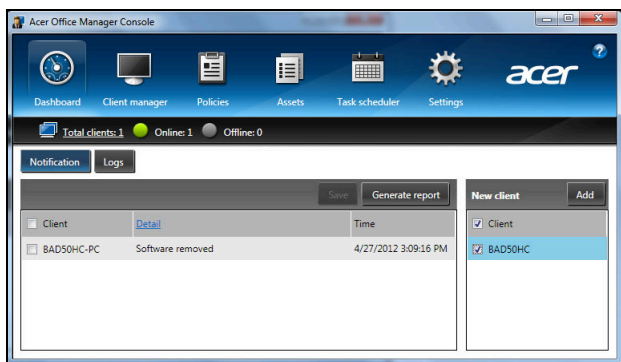 Acer Office Manager Console
acer
?
Dashboard Client manager Policies Assets Task scheduler Settings
Total clients: 1 Online: 1 Offline: 0
Notification Logs
Save Generate report New client Add
Client Detail Time Client
BAD50HC-PC Software removed 4/27/2012 3:09:16 PM BAD50HC